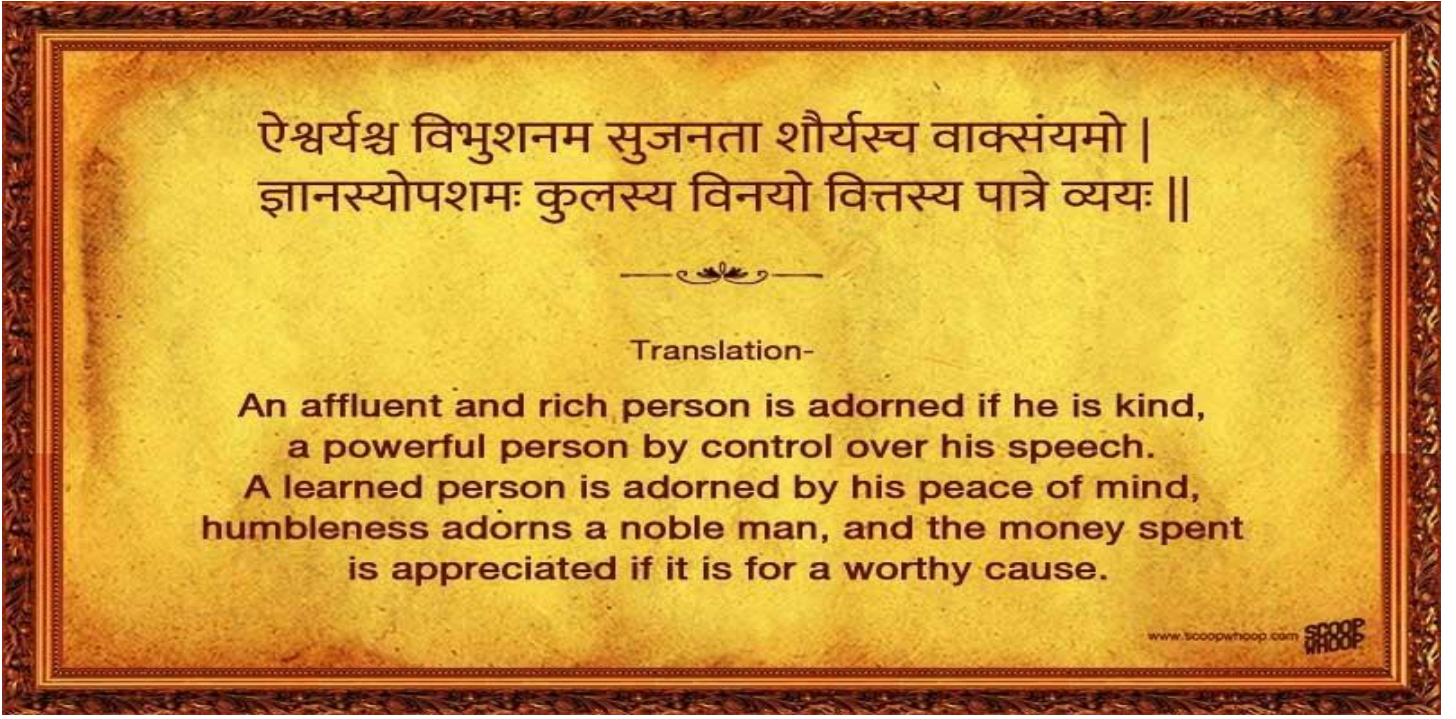 ऐश्वर्यश्च विभुशनम सुजनता शौर्यस्च वाक्संयमो |
ज्ञानस्योपशमः कुलस्य विनयो वित्तस्य पात्रे व्ययः ||
Translation-
An affluent and rich person is adorned if he is kind,
a powerful person by control over his speech.
A learned person is adorned by his peace of mind,
humbleness adorns a noble man, and the money spent
is appreciated if it is for a worthy cause.
www.scoopwhoop.com SCOOP
WHOOP